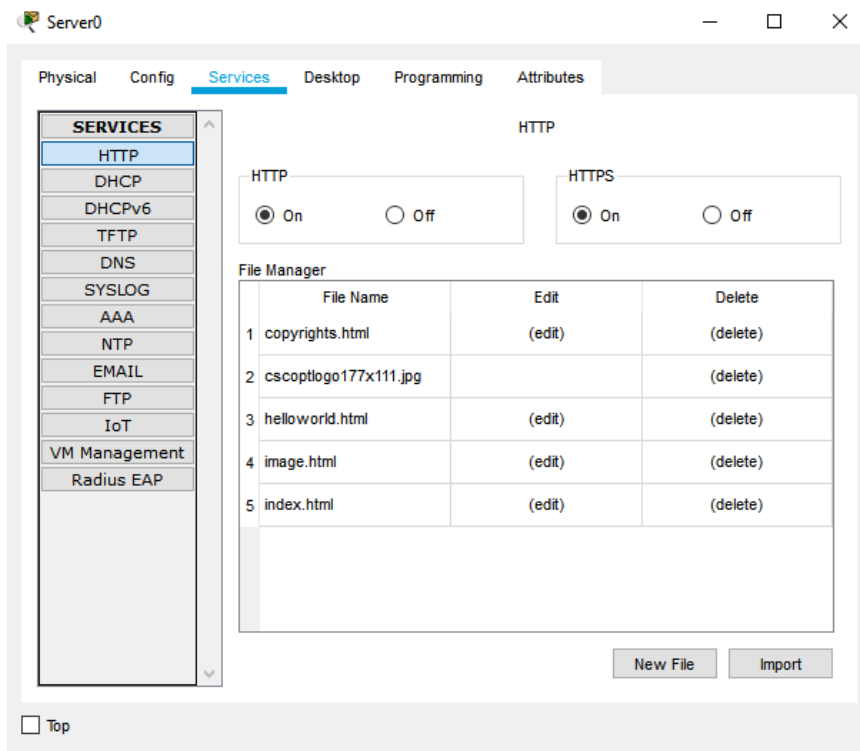 Server0
Physical Config Services Desktop Programming Attributes
SERVICES
HTTP
DHCP
DHCPv6
TFTP
DNS
SYSLOG
AAA
NTP
EMAIL
FTP
IoT
VM Management
Radius EAP
HTTP
HTTP
On Off
HTTPS
On Off
File Manager
File Name Edit Delete
1 copyrights.html (edit) (delete)
2 cscoptlogo177x111.jpg (delete)
3 helloworld.html (edit) (delete)
4 image.html (edit) (delete)
5 index.html (edit) (delete)
New File Import
Top